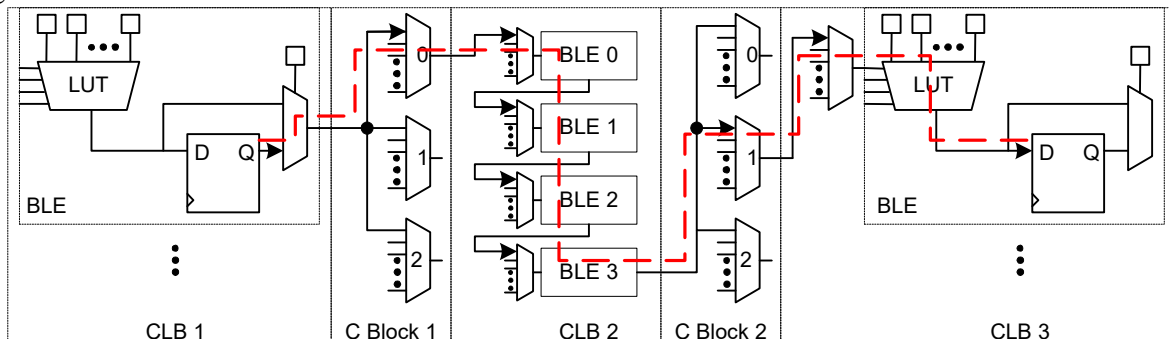 LUT
D Q
BLE
CLB 1
0
1
2
C Block 1
BLE 0
BLE 1
BLE 2
BLE 3
CLB 2
0
1
2
C Block 2
LUT
D Q
BLE
CLB 3